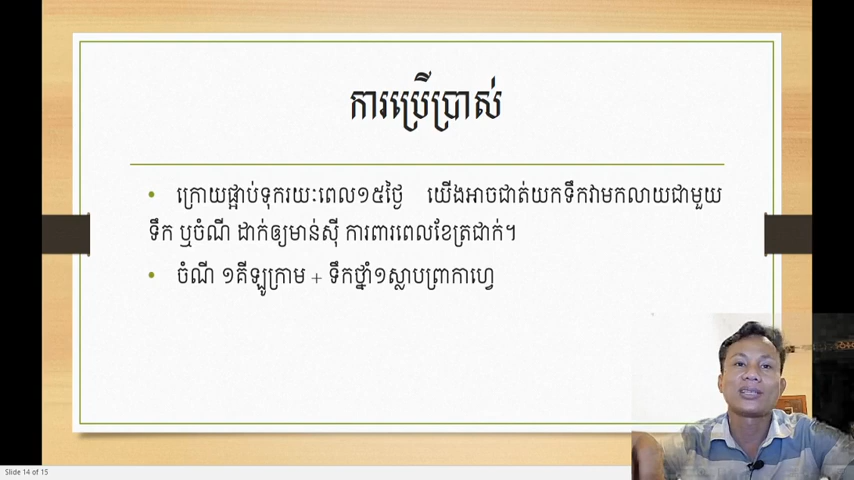 ការប្រើប្រាស់
• ក្រោយផ្អាប់ទុករយៈពេល១៥ថ្ងៃ យើងអាចជាត់យកទឹកវាមកលាយជាមួយ
ទឹក ឬចំណី ដាក់ឲ្យមាន់ស៊ី ការពារពេលខែត្រជាក់។
• ចំណី ១គីឡូក្រាម + ទឹកថ្នាំ១ស្លាបព្រាកាហ្វេ
Slide 14 of 15